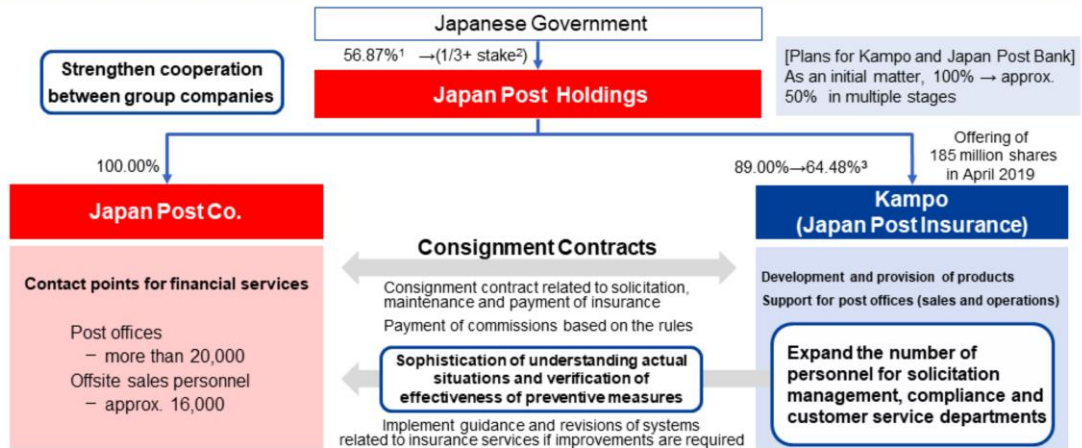 Japanese Government
56.87%¹ →(1/3+ stake²)
Strengthen cooperation
between group companies
Japan Post Holdings
[Plans for Kampo and Japan Post Bank]
As an initial matter, 100% → approx.
50% in multiple stages
100.00%
89.00%→64.48%³
Offering of
185 million shares
in April 2019
Japan Post Co.
Kampo
(Japan Post Insurance)
Contact points for financial services
Post offices
– more than 20,000
Offsite sales personnel
– approx. 16,000
Consignment Contracts
Consignment contract related to solicitation,
maintenance and payment of insurance
Payment of commissions based on the rules
Sophistication of understanding actual
situations and verification of
effectiveness of preventive measures
Implement guidance and revisions of systems
related to insurance services if improvements are required
Development and provision of products
Support for post offices (sales and operations)
Expand the number of
personnel for solicitation
management, compliance and
customer service departments